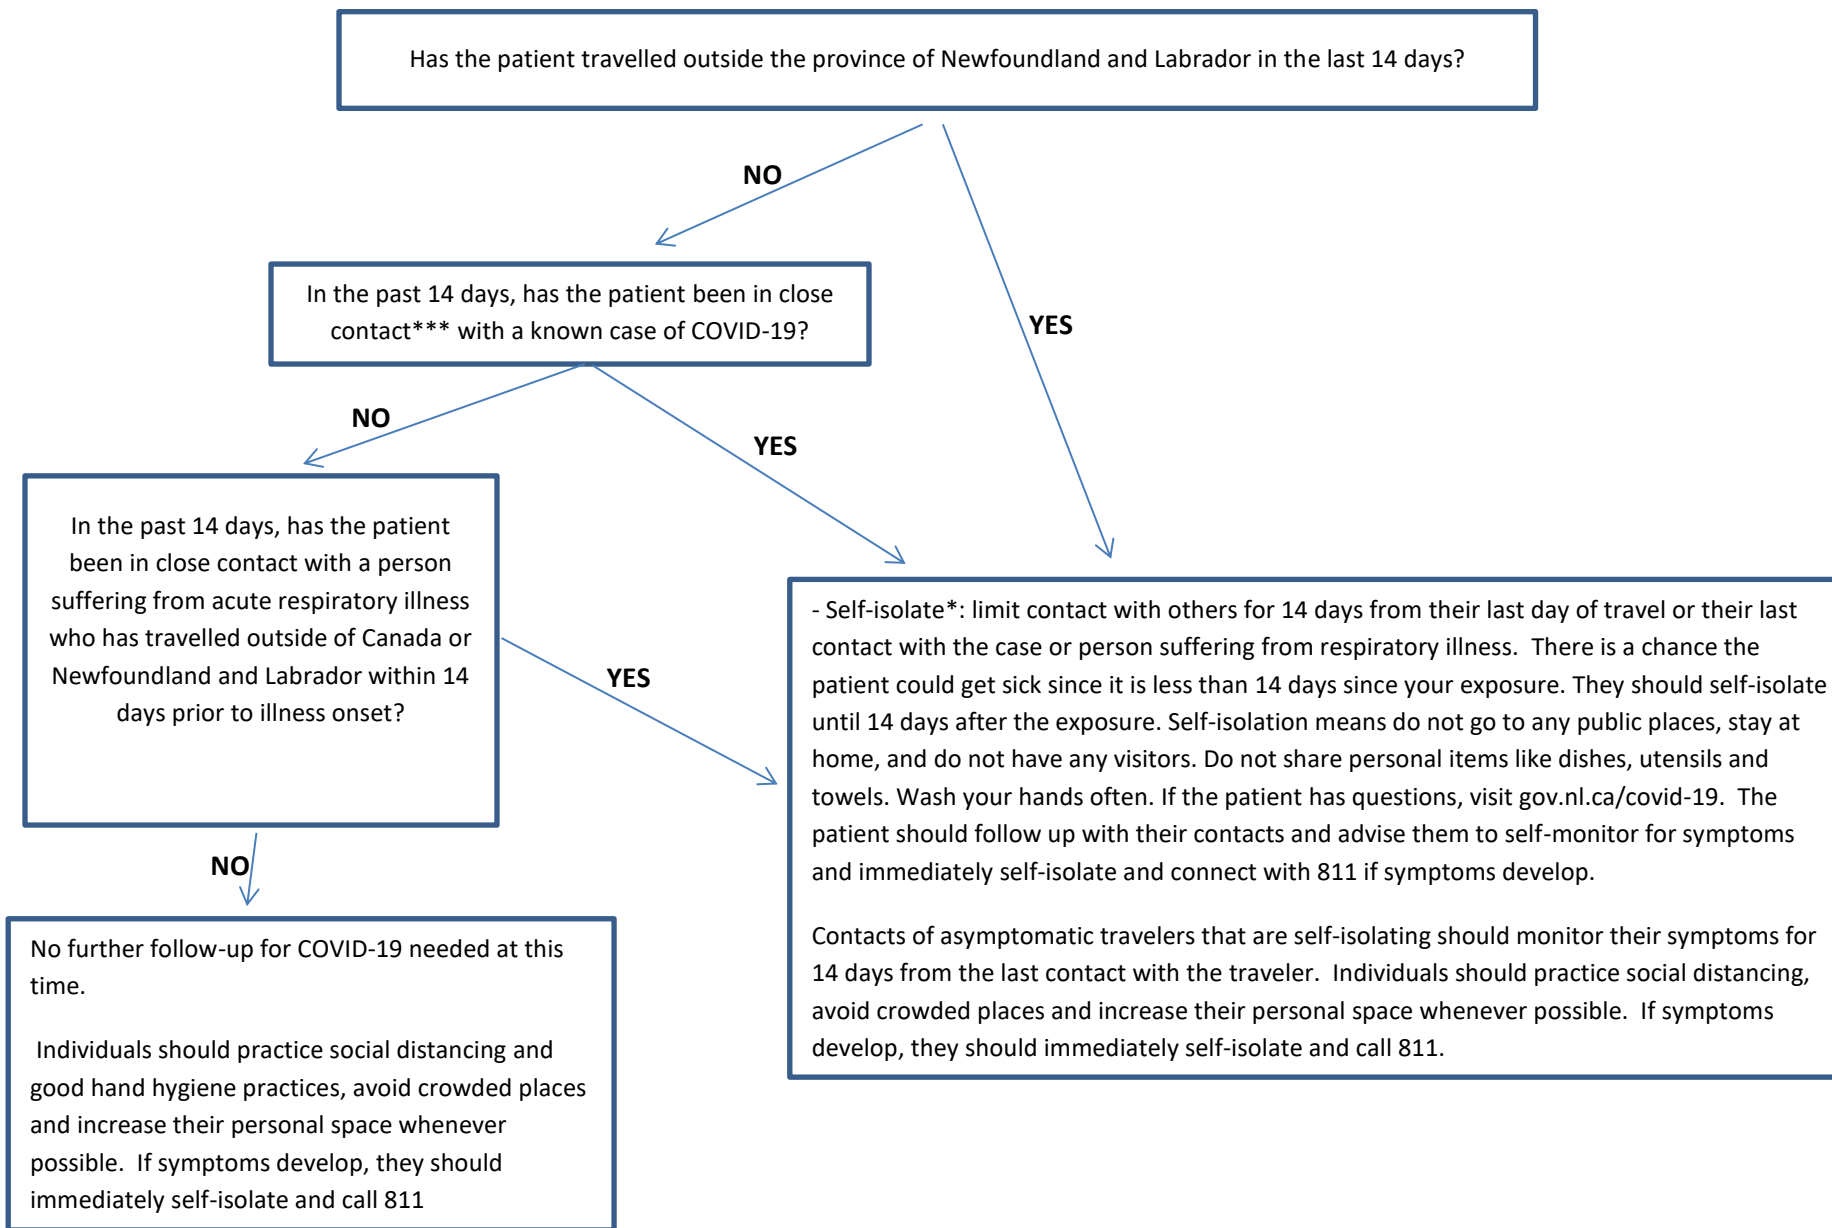 Has the patient travelled outside the province of Newfoundland and Labrador in the last 14 days?
NO
YES
In the past 14 days, has the patient been in close
contact*** with a known case of COVID-19?
NO
YES
In the past 14 days, has the patient
been in close contact with a person
suffering from acute respiratory illness
who has travelled outside of Canada or
Newfoundland and Labrador within 14
days prior to illness onset?
YES
NO
- Self-isolate*: limit contact with others for 14 days from their last day of travel or their last
contact with the case or person suffering from respiratory illness.  There is a chance the
patient could get sick since it is less than 14 days since your exposure. They should self-isolate
until 14 days after the exposure. Self-isolation means do not go to any public places, stay at
home, and do not have any visitors. Do not share personal items like dishes, utensils and
towels. Wash your hands often. If the patient has questions, visit gov.nl.ca/covid-19.  The
patient should follow up with their contacts and advise them to self-monitor for symptoms
and immediately self-isolate and connect with 811 if symptoms develop.
Contacts of asymptomatic travelers that are self-isolating should monitor their symptoms for
14 days from the last contact with the traveler.  Individuals should practice social distancing,
avoid crowded places and increase their personal space whenever possible.  If symptoms
develop, they should immediately self-isolate and call 811.
No further follow-up for COVID-19 needed at this
time.
Individuals should practice social distancing and
good hand hygiene practices, avoid crowded places
and increase their personal space whenever
possible.  If symptoms develop, they should
immediately self-isolate and call 811